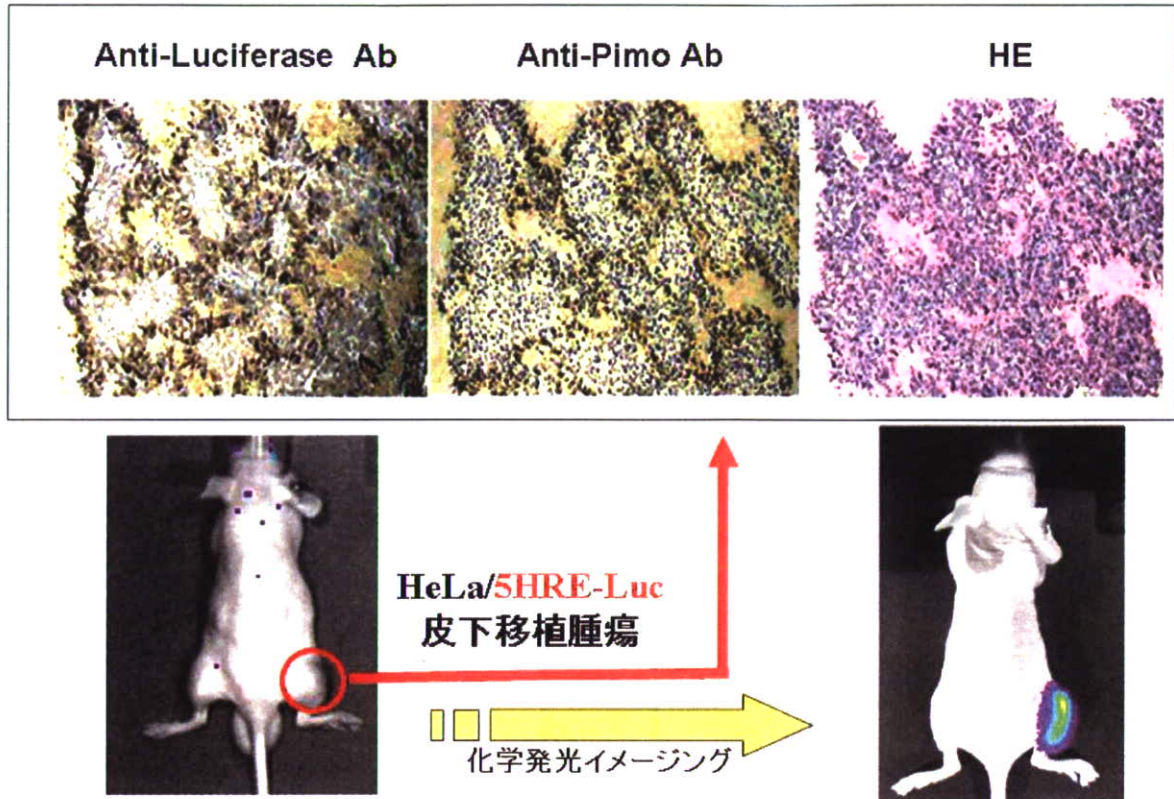 Anti-Luciferase Ab
Anti-Pimo Ab
HE
HeLa/5HRE-Luc
皮下移植腫瘍
化学発光イメージング